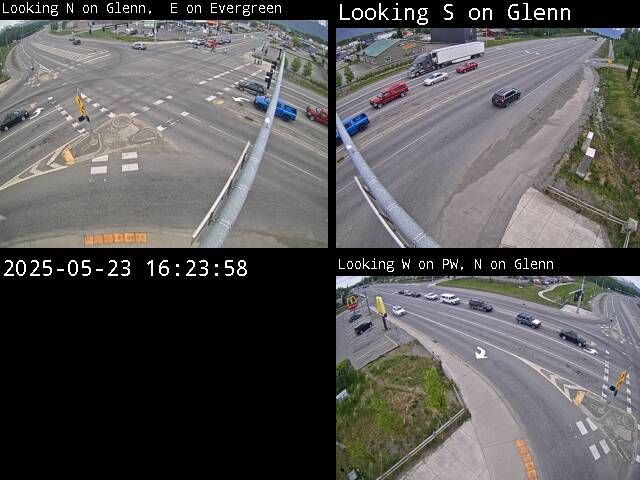 Looking N on Glenn,  E on Evergreen
Looking S on Glenn
2025-05-23 16:23:58
Looking W on PW, N on Glenn